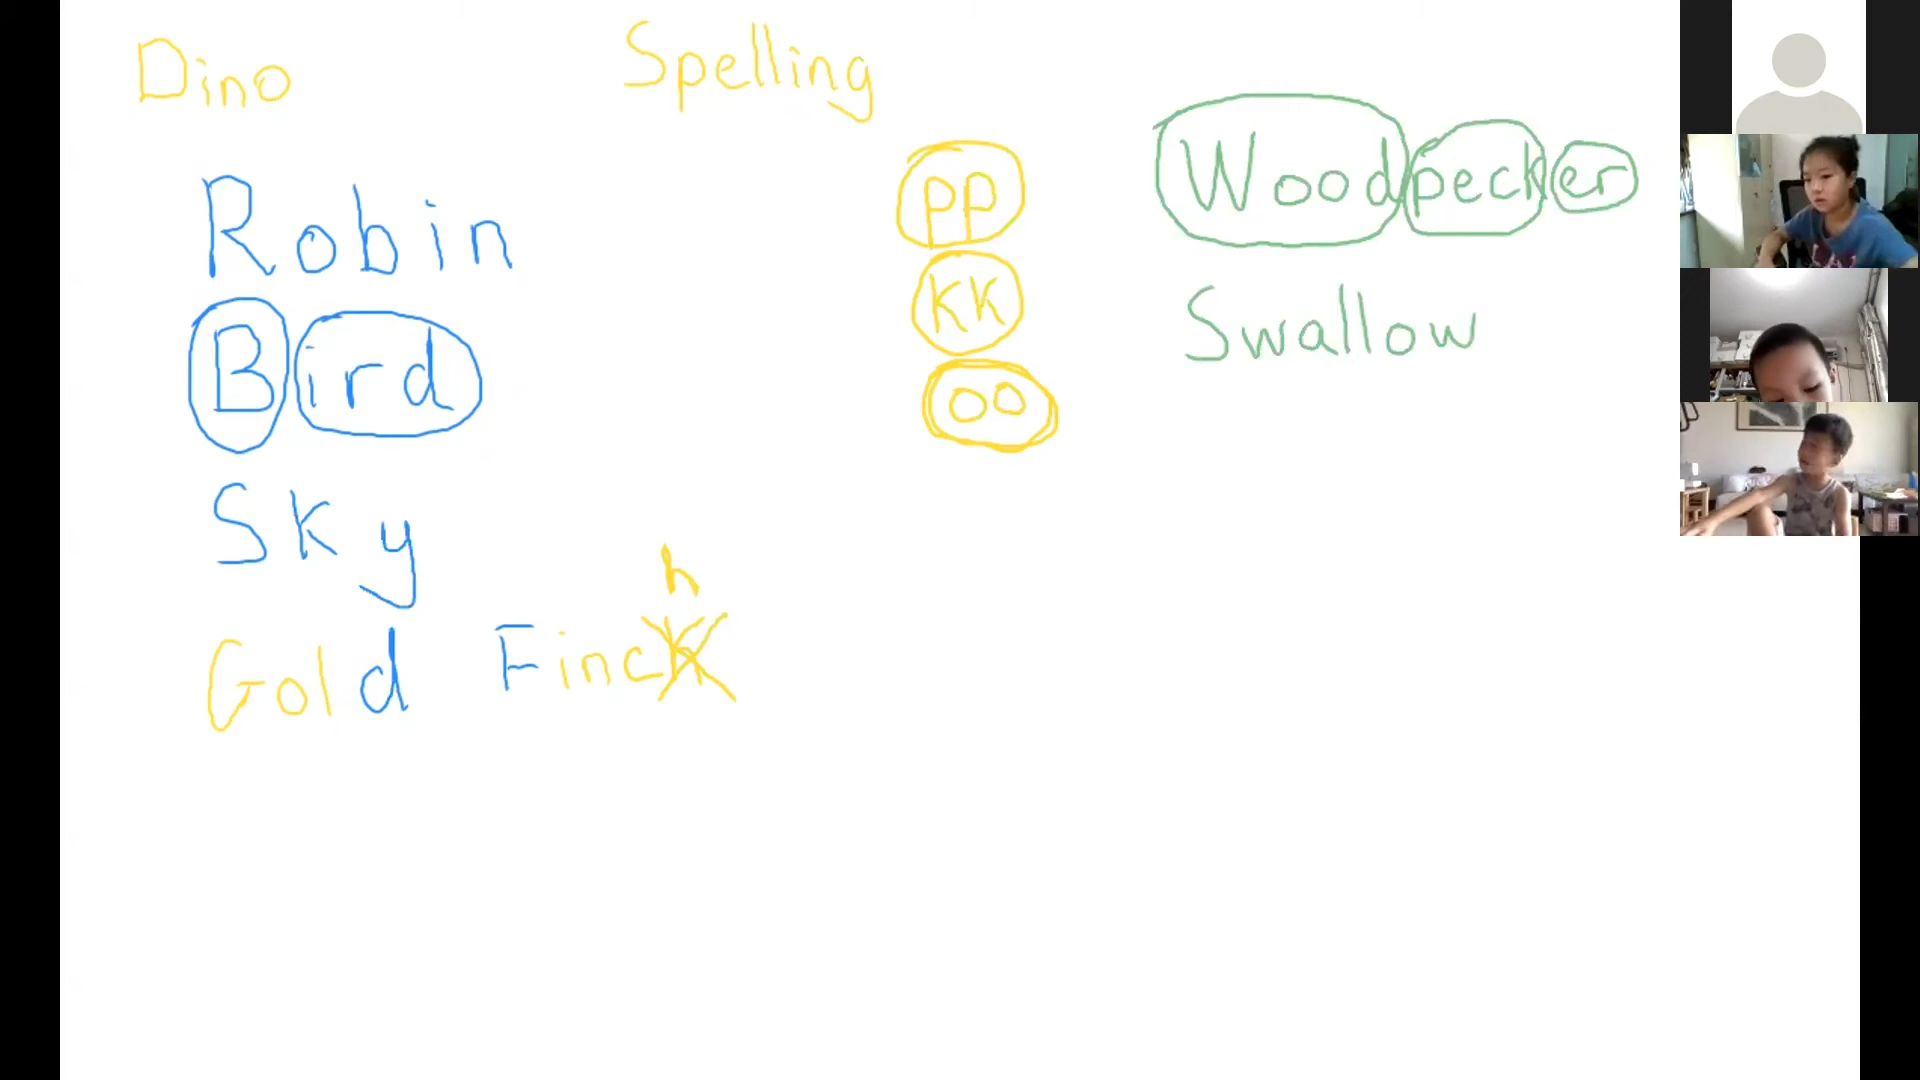 Dino
Spelling
Robin
Bird
Sky
h
Gold Finck
pp
kk
oo
Woodpecker
Swallow